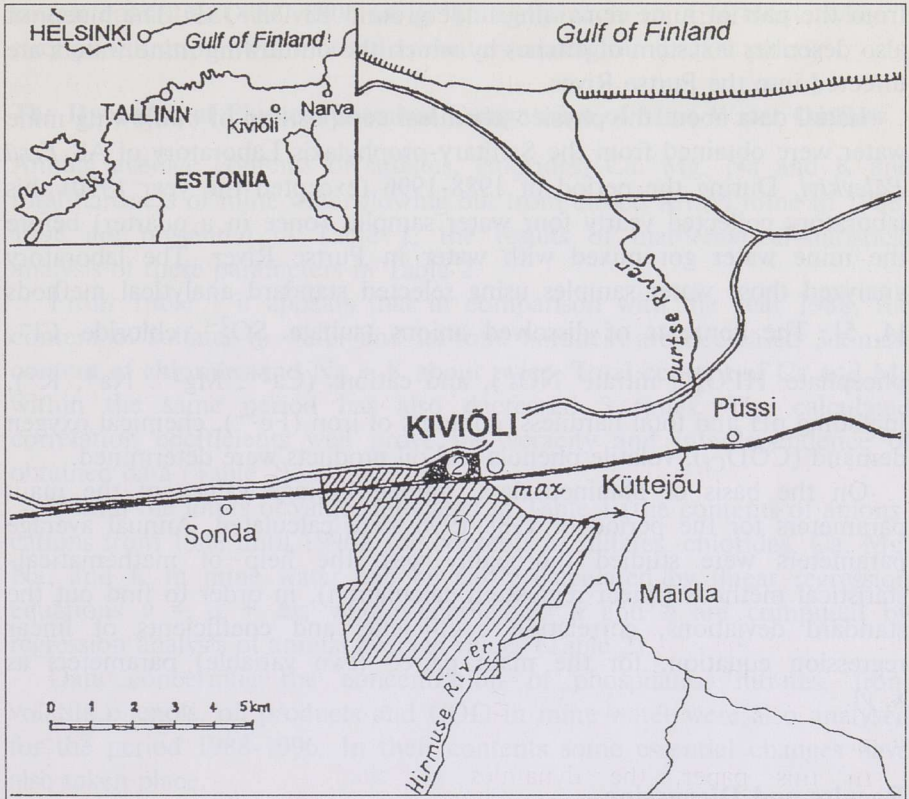 HELSINKI
Gulf of Finland
TALLINN
Narva
Kiviõli
ESTONIA
Gulf of Finland
Purtse River
KIVIÕLI
Püssi
2
max
Küttejõu
Sonda
1
Maidla
Hirmuse River
0 1 2 3 4 5 km